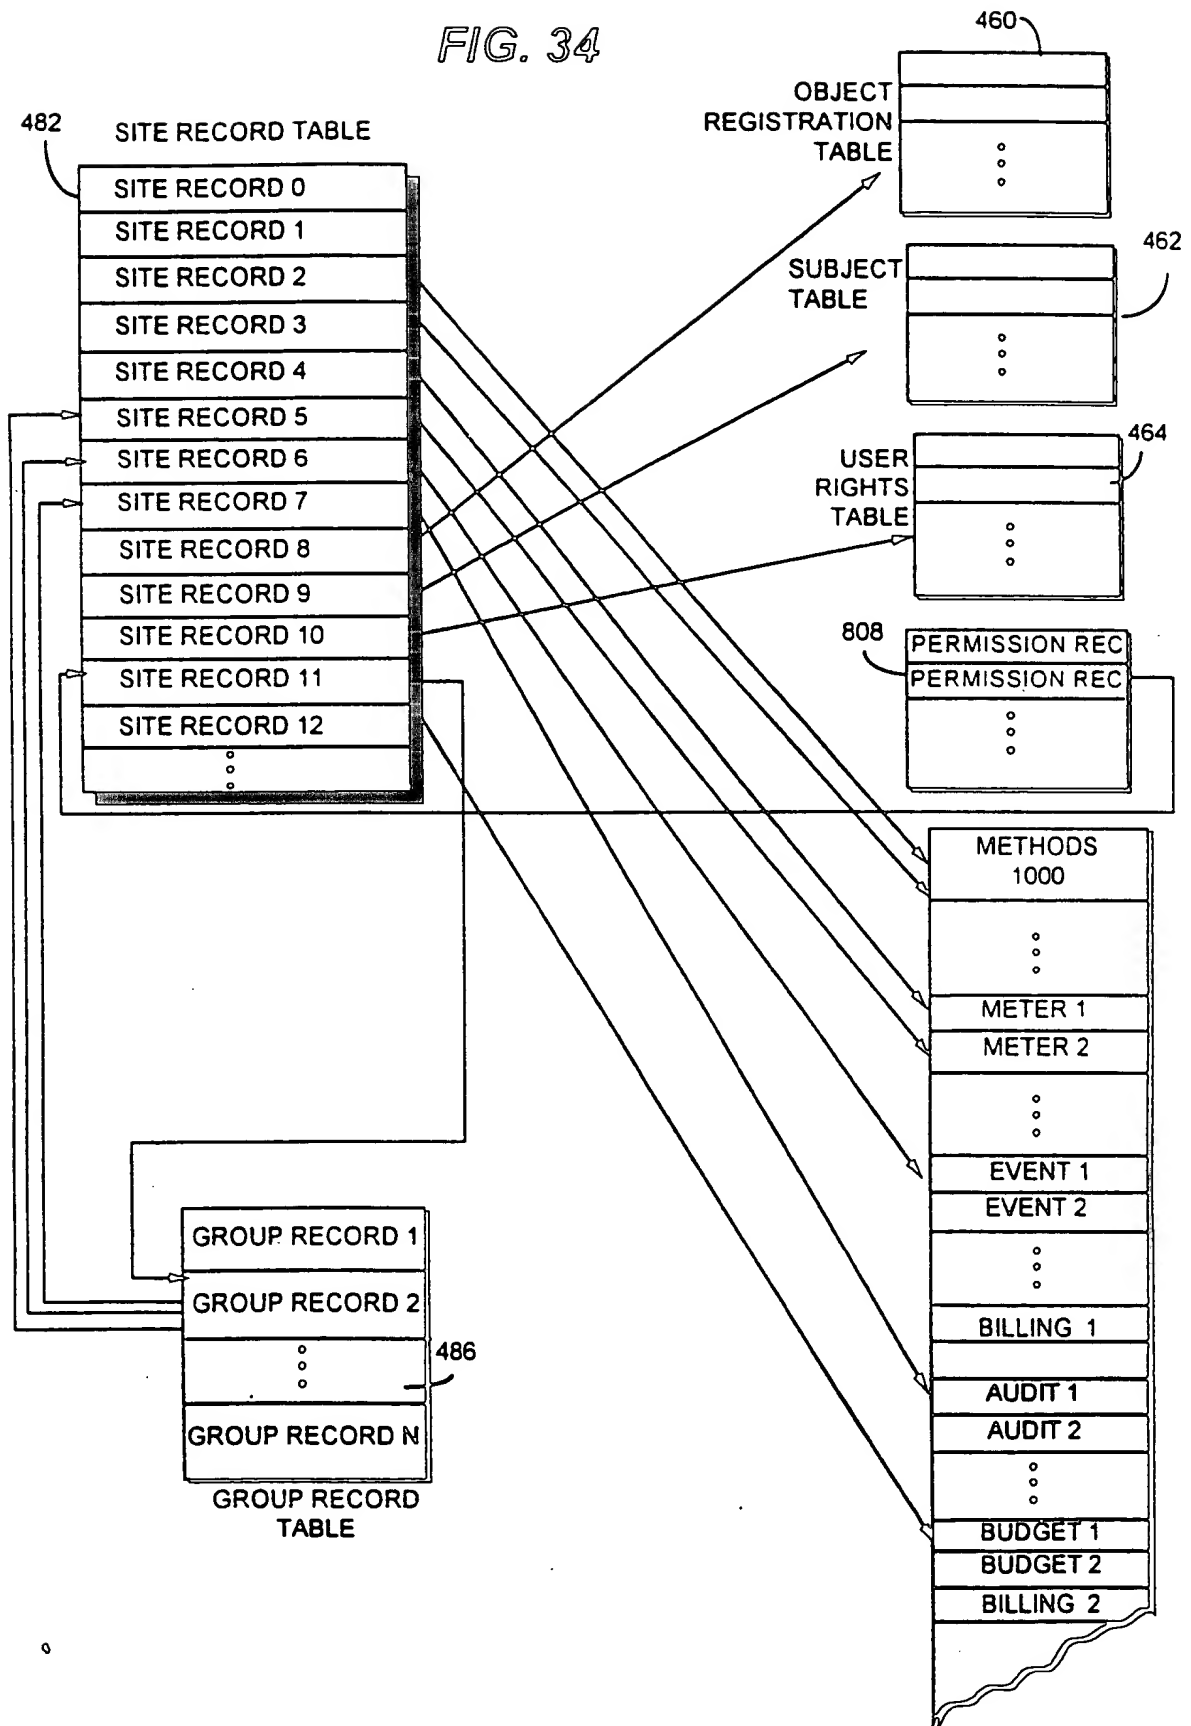 FIG. 34
482
SITE RECORD TABLE
SITE RECORD 0
SITE RECORD 1
SITE RECORD 2
SITE RECORD 3
SITE RECORD 4
SITE RECORD 5
SITE RECORD 6
SITE RECORD 7
SITE RECORD 8
SITE RECORD 9
SITE RECORD 10
SITE RECORD 11
SITE RECORD 12
460
OBJECT
REGISTRATION
TABLE
462
SUBJECT
TABLE
464
USER
RIGHTS
TABLE
808
PERMISSION REC
PERMISSION REC
METHODS
1000
METER 1
METER 2
EVENT 1
EVENT 2
BILLING 1
AUDIT 1
AUDIT 2
BUDGET 1
BUDGET 2
BILLING 2
GROUP RECORD 1
GROUP RECORD 2
486
GROUP RECORD N
GROUP RECORD
TABLE